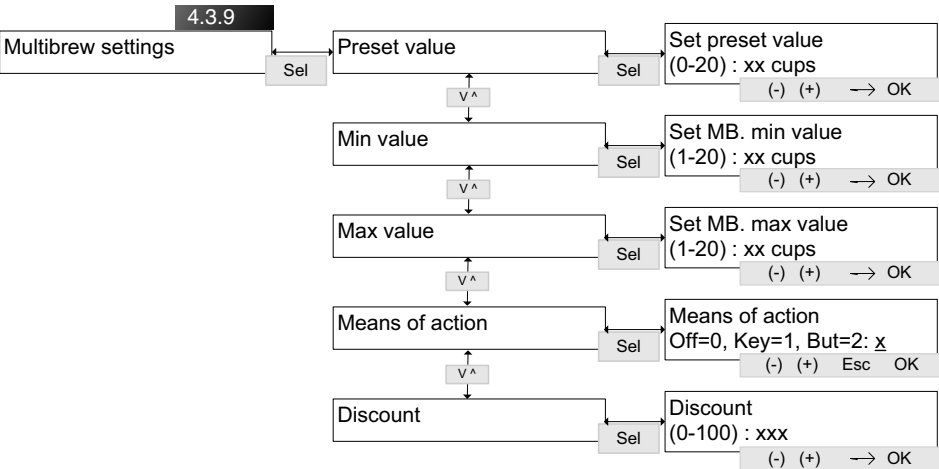 4.3.9
Multibrew settings
Sel
Preset value
Sel
Set preset value
(0-20) : xx cups
(-) (+) → OK
V ^
Min value
Sel
Set MB. min value
(1-20) : xx cups
(-) (+) → OK
V ^
Max value
Sel
Set MB. max value
(1-20) : xx cups
(-) (+) → OK
V ^
Means of action
Sel
Means of action
Off=0, Key=1, But=2: x
(-) (+) Esc OK
V ^
Discount
Sel
Discount
(0-100) : xxx
(-) (+) → OK